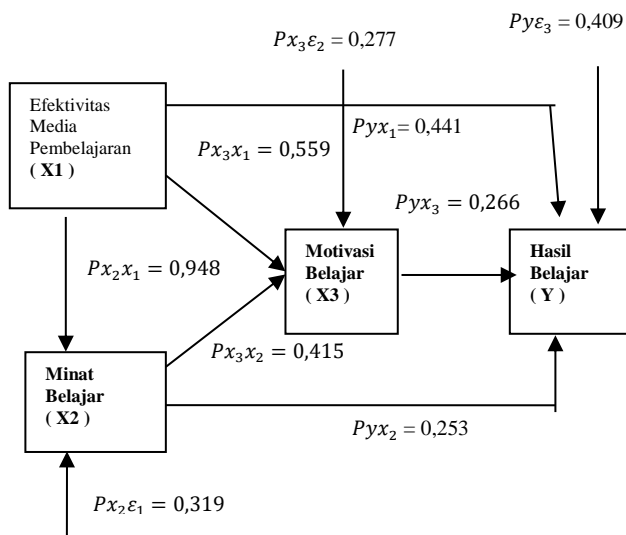 Px₃ε₂ = 0,277
Pyε₃ = 0,409
Efektivitas
Media
Pembelajaran
( X1 )
Pyx₁= 0,441
Px₃x₁ = 0,559
Pyx₃ = 0,266
Motivasi
Belajar
( X3 )
Hasil
Belajar
( Y )
Px₂x₁ = 0,948
Px₃x₂ = 0,415
Minat
Belajar
( X2 )
Pyx₂ = 0,253
Px₂ε₁ = 0,319